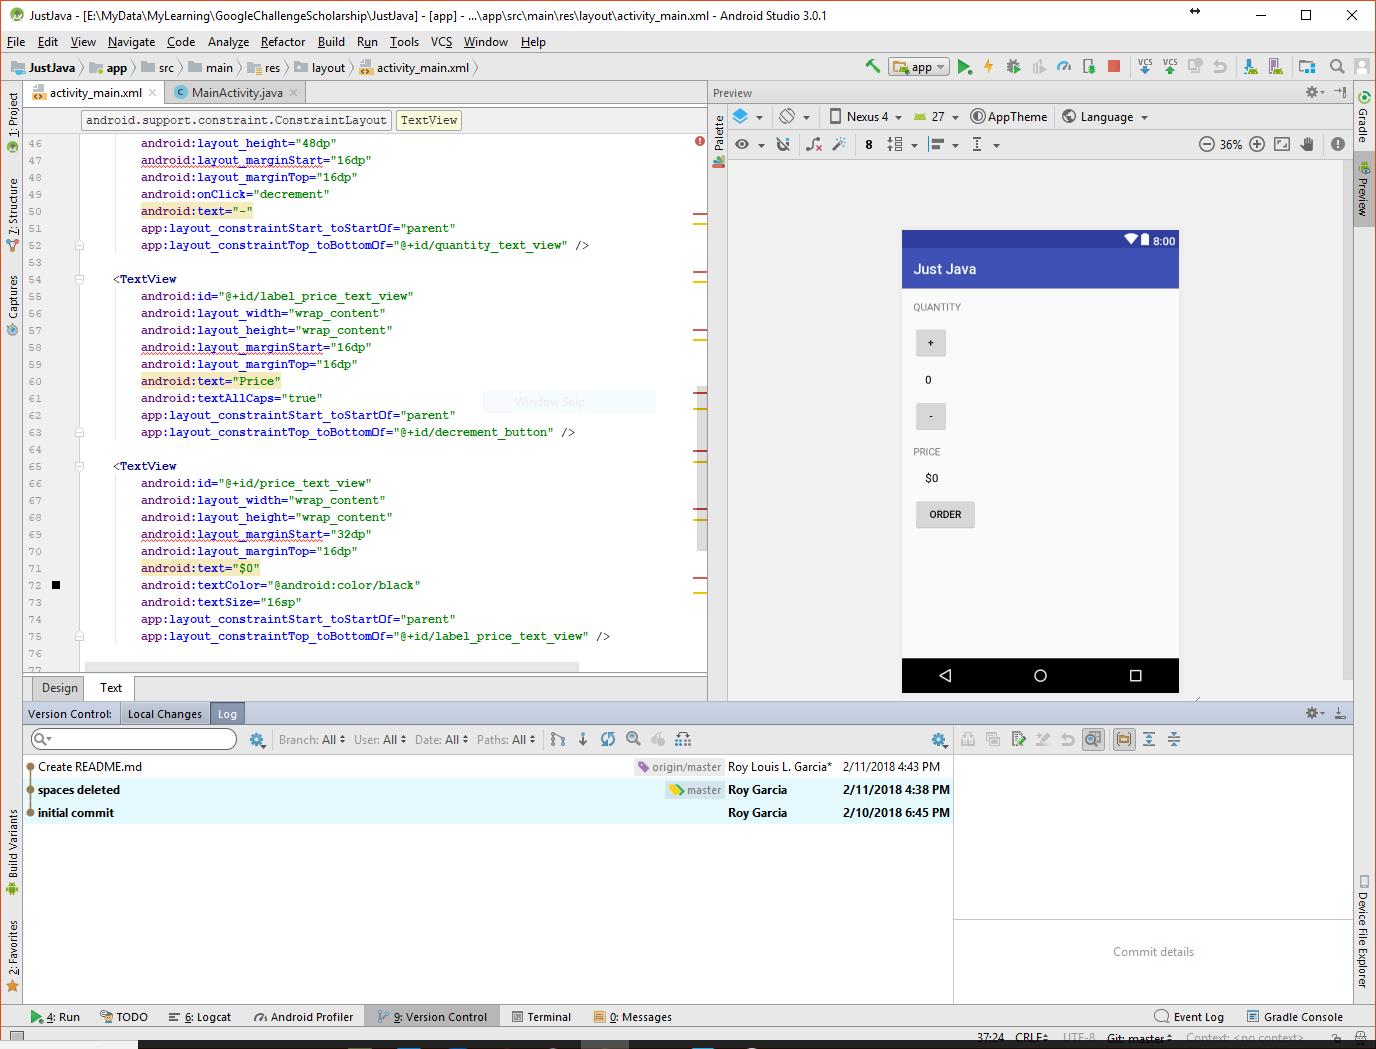 JustJava - [E:\MyData\MyLearning\GoogleChallengeScholarship\JustJava] - [app] - ...\app\src\main\res\layout\activity_main.xml - Android Studio 3.0.1
File Edit View Navigate Code Analyze Refactor Build Run Tools VCS Window Help
JustJava app src main res layout activity_main.xml app VCS VCS
1: Project
7: Structure
Captures
Build Variants
2: Favorites
activity_main.xml MainActivity.java
android.support.constraint.ConstraintLayout TextView
46 android:layout_height="48dp"
47 android:layout_marginStart="16dp"
48 android:layout_marginTop="16dp"
49 android:onClick="decrement"
50 android:text="-"
51 app:layout_constraintStart_toStartOf="parent"
52 app:layout_constraintTop_toBottomOf="@+id/quantity_text_view" />
53
54 <TextView
55 android:id="@+id/label_price_text_view"
56 android:layout_width="wrap_content"
57 android:layout_height="wrap_content"
58 android:layout_marginStart="16dp"
59 android:layout_marginTop="16dp"
60 android:text="Price"
61 android:textAllCaps="true"
62 app:layout_constraintStart_toStartOf="parent"
63 app:layout_constraintTop_toBottomOf="@+id/decrement_button" />
64
65 <TextView
66 android:id="@+id/price_text_view"
67 android:layout_width="wrap_content"
68 android:layout_height="wrap_content"
69 android:layout_marginStart="32dp"
70 android:layout_marginTop="16dp"
71 android:text="$0"
72 android:textColor="@android:color/black"
73 android:textSize="16sp"
74 app:layout_constraintStart_toStartOf="parent"
75 app:layout_constraintTop_toBottomOf="@+id/label_price_text_view" />
76
77
Window Snip
Design Text
Preview
Palette
Nexus 4 27 AppTheme Language
8 36%
8:00
Just Java
QUANTITY
+
0
-
PRICE
$0
ORDER
Gradle
Preview
Device File Explorer
Version Control: Local Changes Log
Branch: All User: All Date: All Paths: All
Create README.md origin/master Roy Louis L. Garcia* 2/11/2018 4:43 PM
spaces deleted master Roy Garcia 2/11/2018 4:38 PM
initial commit Roy Garcia 2/10/2018 6:45 PM
Commit details
4: Run TODO 6: Logcat Android Profiler 9: Version Control Terminal 0: Messages Event Log Gradle Console
37:24 CRLF UTF-8 Git: master Context: <no context>